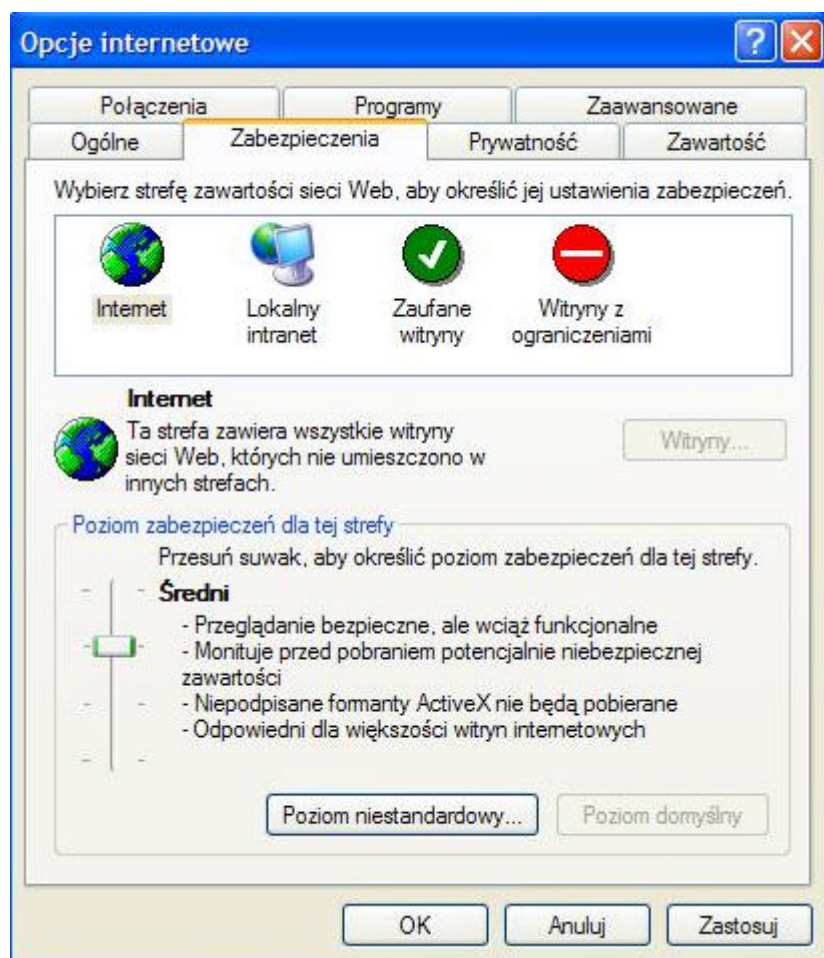 Opcje internetowe
Połączenia Programy Zaawansowane
Ogólne Zabezpieczenia Prywatność Zawartość
Wybierz strefę zawartości sieci Web, aby określić jej ustawienia zabezpieczeń.
Internet Lokalny intranet Zaufane witryny Witryny z ograniczeniami
Internet
Ta strefa zawiera wszystkie witryny
sieci Web, których nie umieszczono w
innych strefach.
Witryny...
Poziom zabezpieczeń dla tej strefy
Przesuń suwak, aby określić poziom zabezpieczeń dla tej strefy.
Średni
- Przeglądanie bezpieczne, ale wciąż funkcjonalne
- Monituje przed pobraniem potencjalnie niebezpiecznej
zawartości
- Niepodpisane formanty ActiveX nie będą pobierane
- Odpowiedni dla większości witryn internetowych
Poziom niestandardowy... Poziom domyślny
OK Anuluj Zastosuj